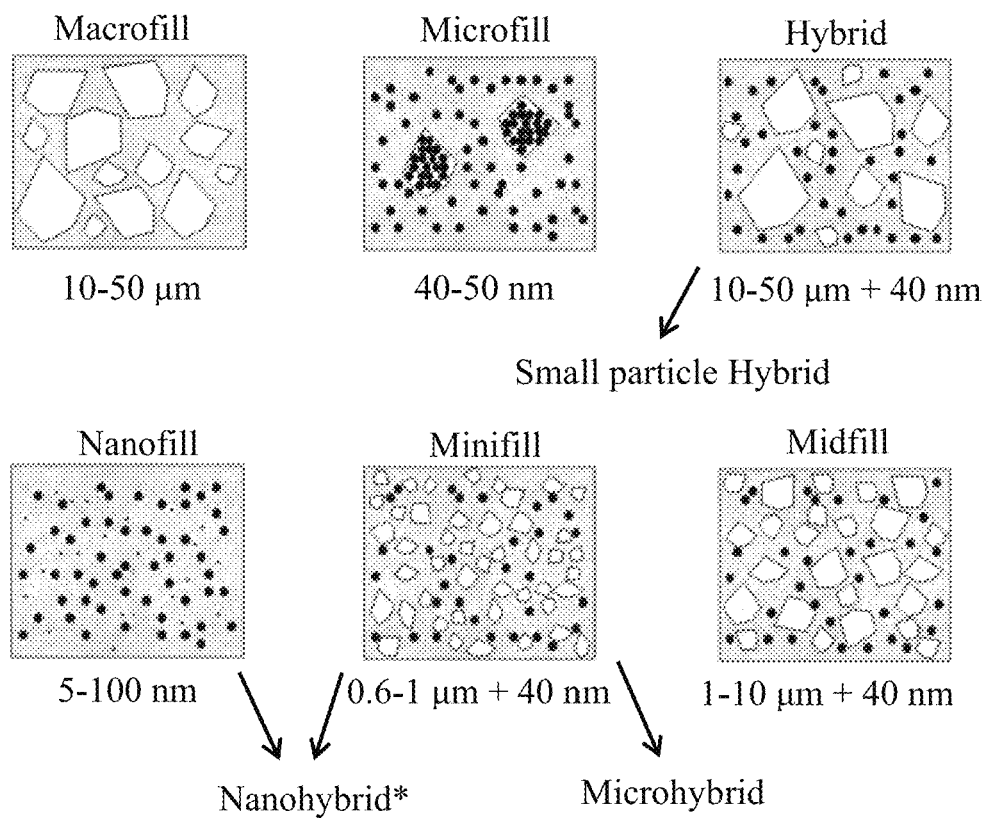 Macrofill
Microfill
Hybrid
10-50 μm
40-50 nm
10-50 μm + 40 nm
Small particle Hybrid
Nanofill
Minifill
Midfill
5-100 nm
0.6-1 μm + 40 nm
1-10 μm + 40 nm
Nanohybrid*
Microhybrid